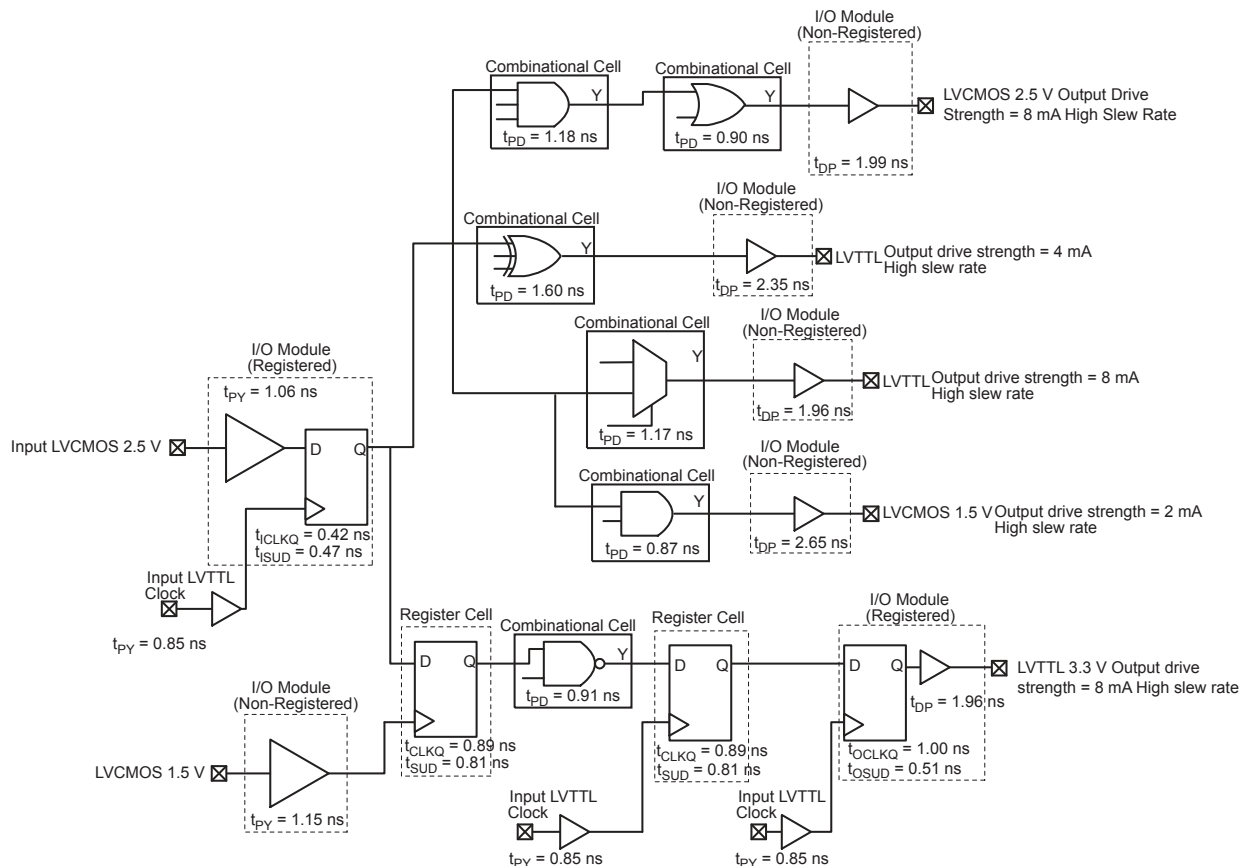 I/O Module
(Non-Registered)
Combinational Cell
Y
tPD = 1.18 ns
Combinational Cell
Y
tPD = 0.90 ns
tDP = 1.99 ns
LVCMOS 2.5 V Output Drive
Strength = 8 mA High Slew Rate
Combinational Cell
Y
tPD = 1.60 ns
I/O Module
(Non-Registered)
tDP = 2.35 ns
LVTTL Output drive strength = 4 mA
High slew rate
Combinational Cell
Y
tPD = 1.17 ns
I/O Module
(Non-Registered)
tDP = 1.96 ns
LVTTL Output drive strength = 8 mA
High slew rate
I/O Module
(Registered)
tPY = 1.06 ns
Input LVCMOS 2.5 V
D Q
tICLKQ = 0.42 ns
tISUD = 0.47 ns
Input LVTTL
Clock
tPY = 0.85 ns
Combinational Cell
Y
tPD = 0.87 ns
I/O Module
(Non-Registered)
tDP = 2.65 ns
LVCMOS 1.5 V Output drive strength = 2 mA
High slew rate
I/O Module
(Non-Registered)
LVCMOS 1.5 V
tPY = 1.15 ns
Register Cell
D Q
tCLKQ = 0.89 ns
tSUD = 0.81 ns
Combinational Cell
Y
tPD = 0.91 ns
Register Cell
D Q
tCLKQ = 0.89 ns
tSUD = 0.81 ns
Input LVTTL
Clock
tPY = 0.85 ns
I/O Module
(Registered)
D Q
tDP = 1.96 ns
tOCLKQ = 1.00 ns
tOSUD = 0.51 ns
LVTTL 3.3 V Output drive
strength = 8 mA High slew rate
Input LVTTL
Clock
tPY = 0.85 ns